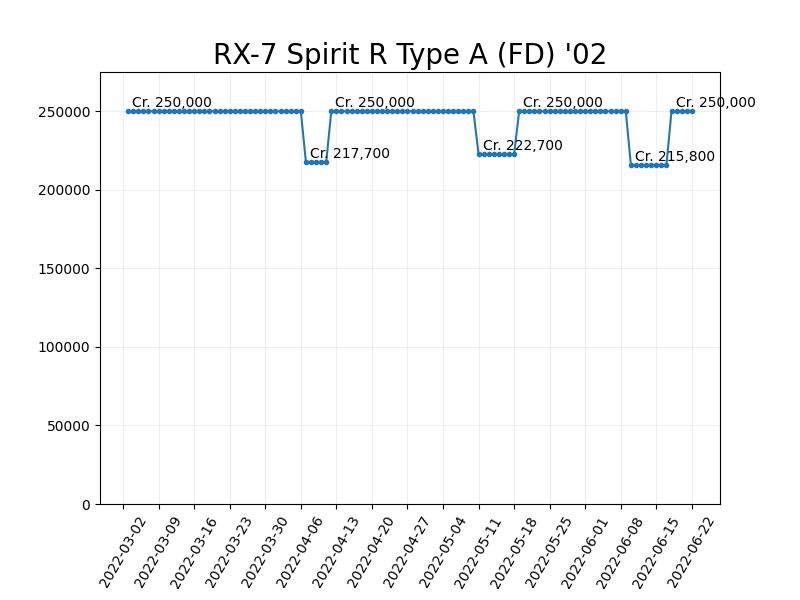 RX-7 Spirit R Type A (FD) '02
Cr. 250,000
Cr. 250,000
Cr. 250,000
Cr. 250,000
Cr. 217,700
Cr. 222,700
Cr. 215,800
250000
200000
150000
100000
50000
0
2022-03-02
2022-03-09
2022-03-16
2022-03-23
2022-03-30
2022-04-06
2022-04-13
2022-04-20
2022-04-27
2022-05-04
2022-05-11
2022-05-18
2022-05-25
2022-06-01
2022-06-08
2022-06-15
2022-06-22